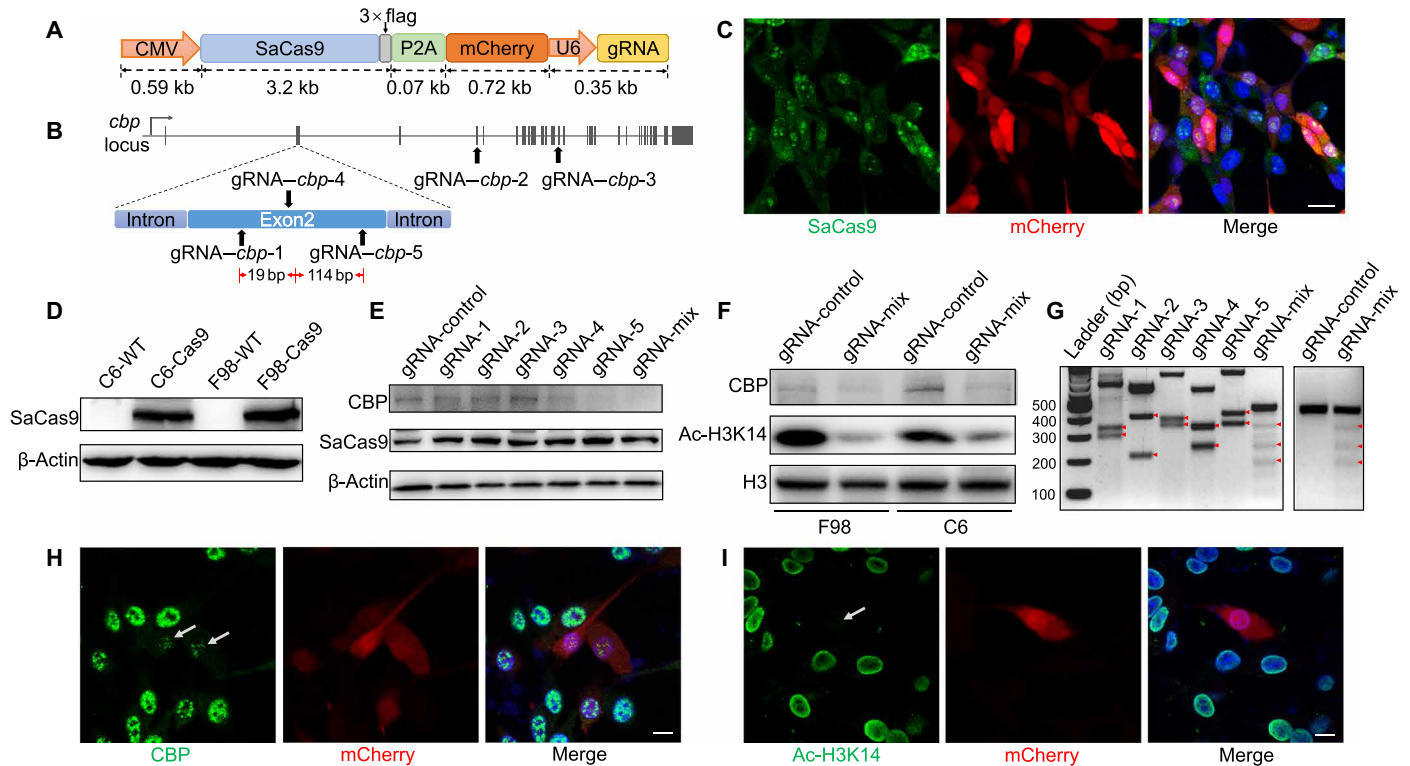 A
3 × flag
CMV
SaCas9
P2A
mCherry
U6
gRNA
0.59 kb
3.2 kb
0.07 kb
0.72 kb
0.35 kb
B
cbp
locus
gRNA–cbp-4
gRNA–cbp-2
gRNA–cbp-3
Intron
Exon2
Intron
gRNA–cbp-1
gRNA–cbp-5
19 bp
114 bp
C
SaCas9
mCherry
Merge
D
C6-WT
C6-Cas9
F98-WT
F98-Cas9
SaCas9
β-Actin
E
gRNA-control
gRNA-1
gRNA-2
gRNA-3
gRNA-4
gRNA-5
gRNA-mix
CBP
SaCas9
β-Actin
F
gRNA-control
gRNA-mix
gRNA-control
gRNA-mix
CBP
Ac-H3K14
H3
F98
C6
G
Ladder (bp)
gRNA-1
gRNA-2
gRNA-3
gRNA-4
gRNA-5
gRNA-mix
gRNA-control
gRNA-mix
500
400
300
200
100
H
CBP
mCherry
Merge
I
Ac-H3K14
mCherry
Merge